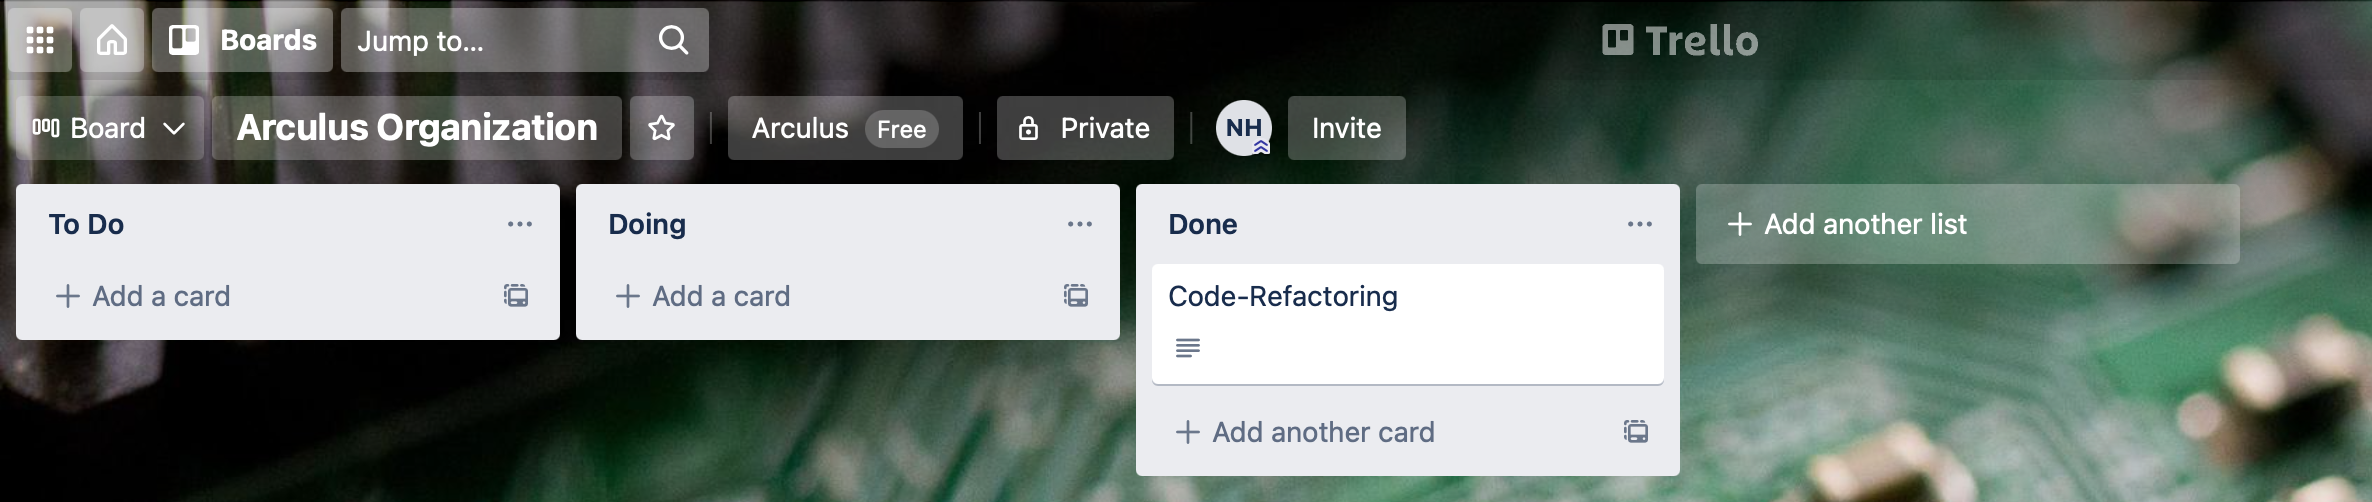 Boards
Jump to...
Trello
Board
Arculus Organization
Arculus Free
Private
NH
Invite
To Do
Add a card
Doing
Add a card
Done
Code-Refactoring
Add another card
Add another list